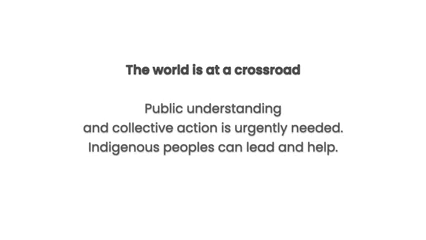 The world is at a crossroad
Public understanding
and collective action is urgently needed.
Indigenous peoples can lead and help.